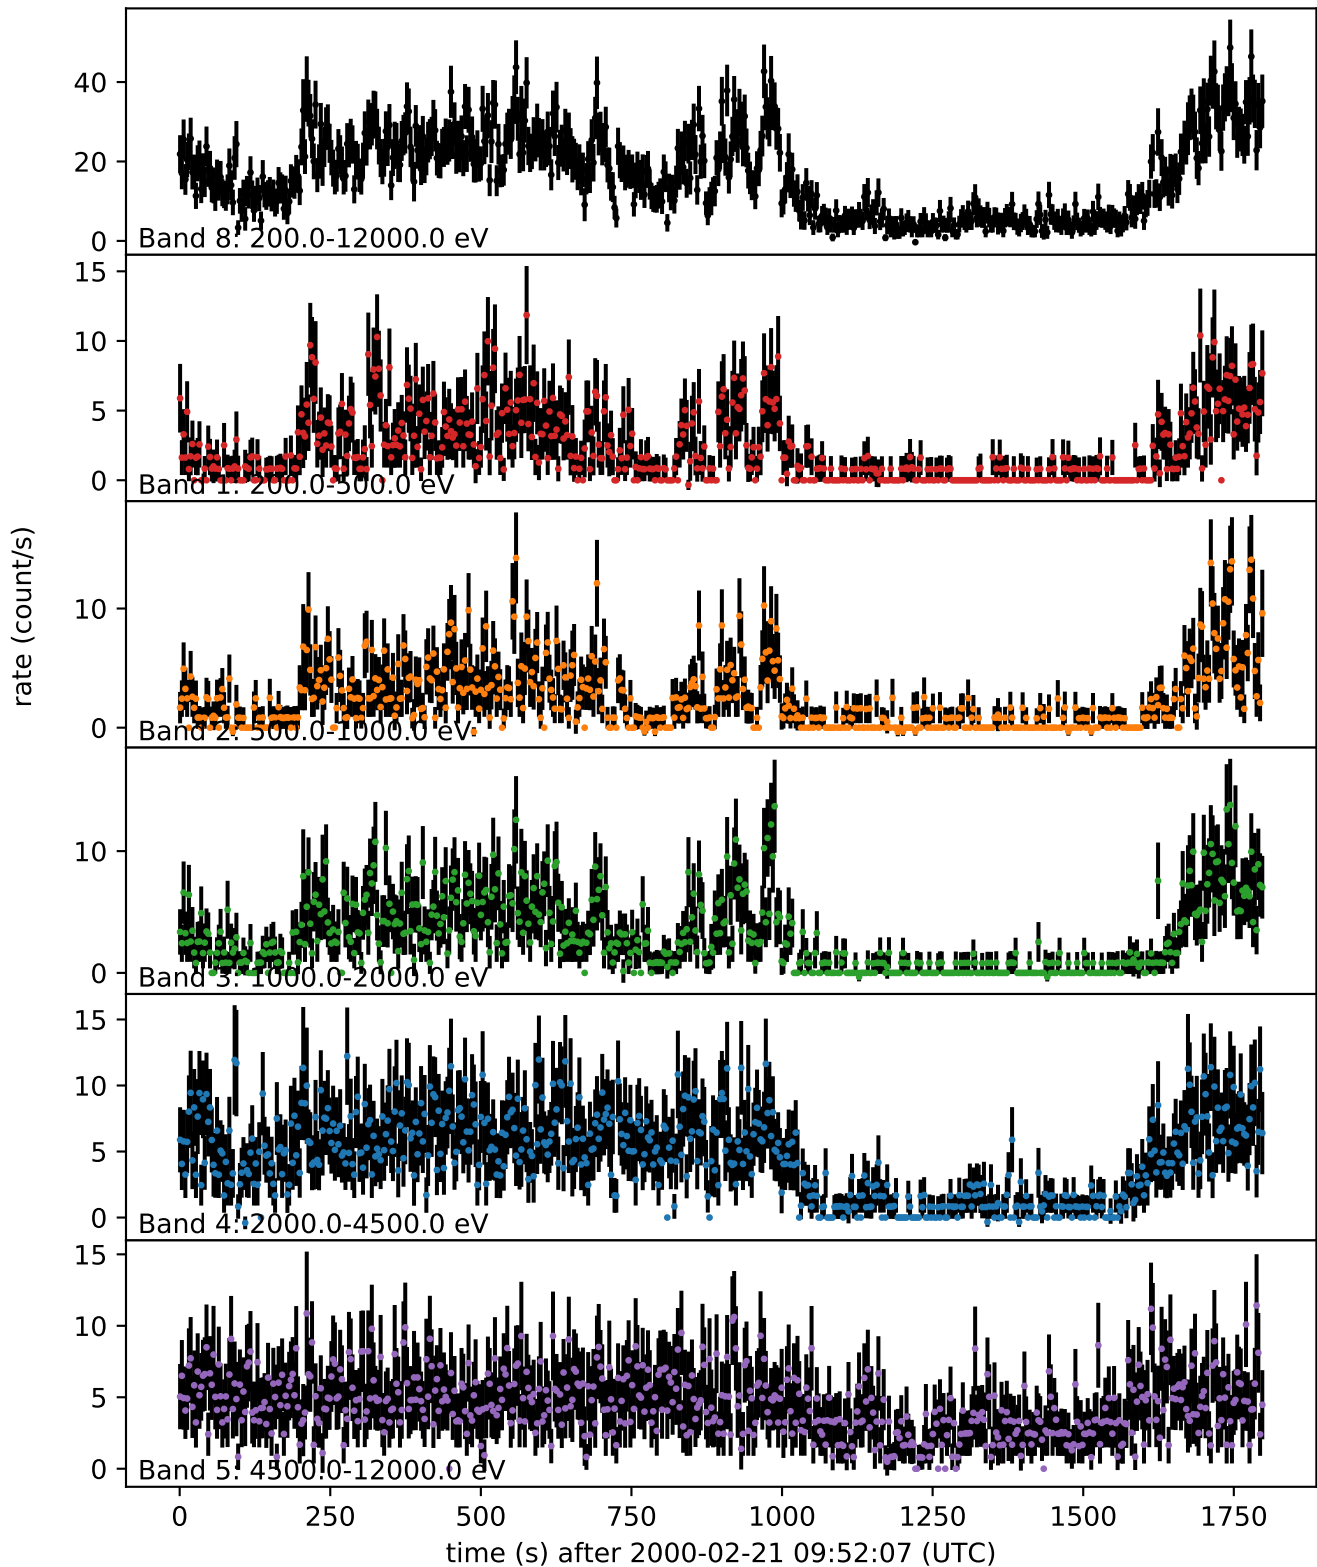 40
20
0
Band 8: 200.0-12000.0 eV
15
10
5
0
Band 1: 200.0-500.0 eV
10
0
Band 2: 500.0-1000.0 eV
rate (count/s)
10
0
Band 3: 1000.0-2000.0 eV
15
10
5
0
Band 4: 2000.0-4500.0 eV
15
10
5
0
Band 5: 4500.0-12000.0 eV
0 250 500 750 1000 1250 1500 1750
time (s) after 2000-02-21 09:52:07 (UTC)